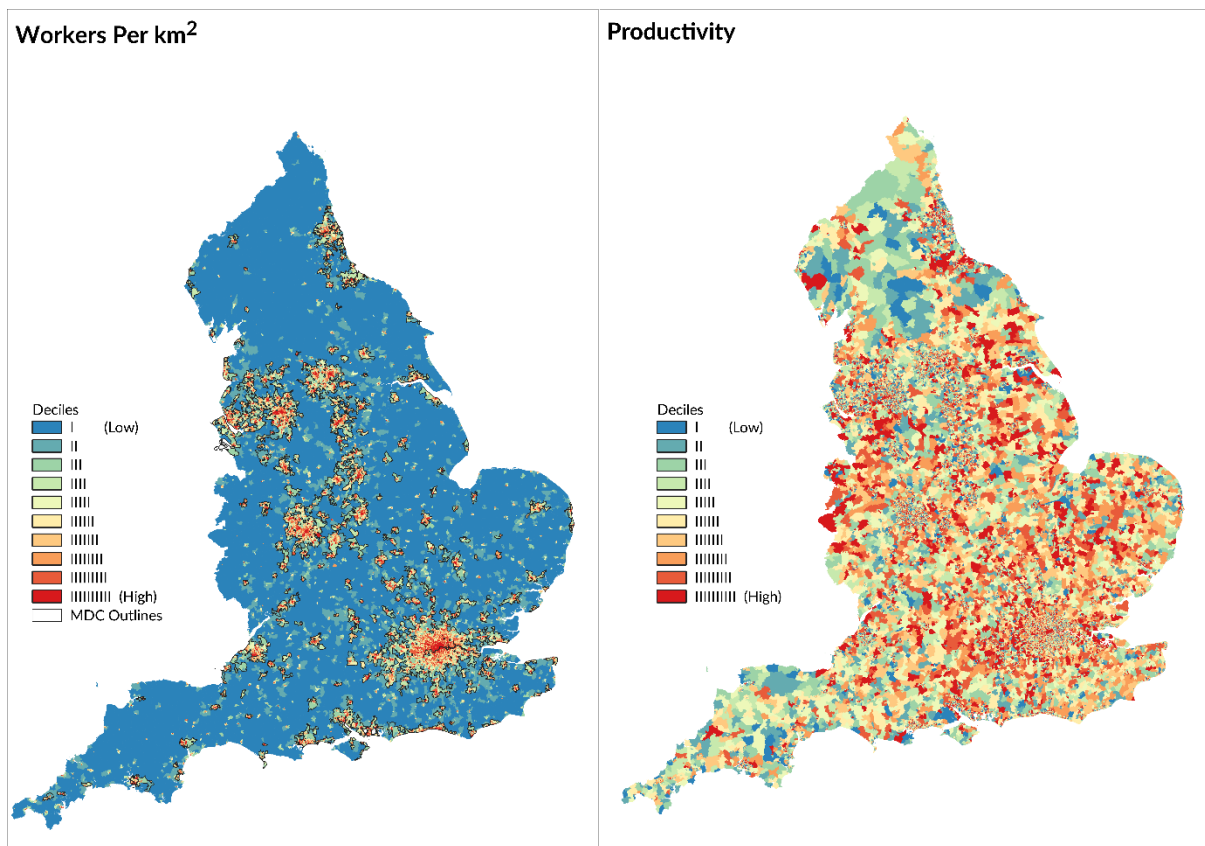 Workers Per km²
Deciles
I (Low)
II
III
IIII
IIIII
IIIIII
IIIIIII
IIIIIIII
IIIIIIIII
IIIIIIIIII (High)
MDC Outlines
Productivity
Deciles
I (Low)
II
III
IIII
IIIII
IIIIII
IIIIIII
IIIIIIII
IIIIIIIII
IIIIIIIIII (High)